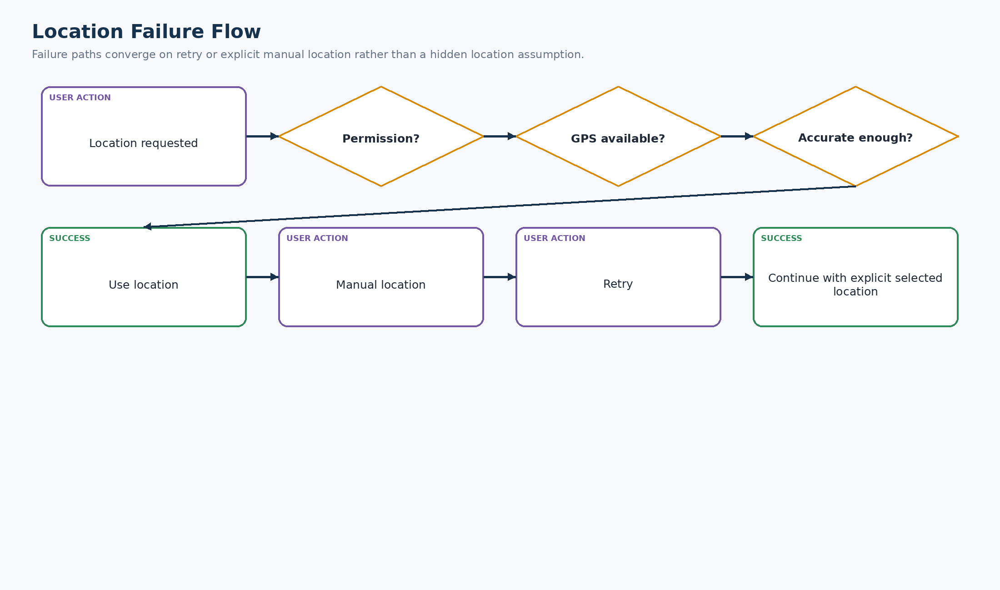 Location Failure Flow
Failure paths converge on retry or explicit manual location rather than a hidden location assumption.
USER ACTION
Location requested
Permission?
GPS available?
Accurate enough?
SUCCESS
Use location
USER ACTION
Manual location
USER ACTION
Retry
SUCCESS
Continue with explicit selected
location